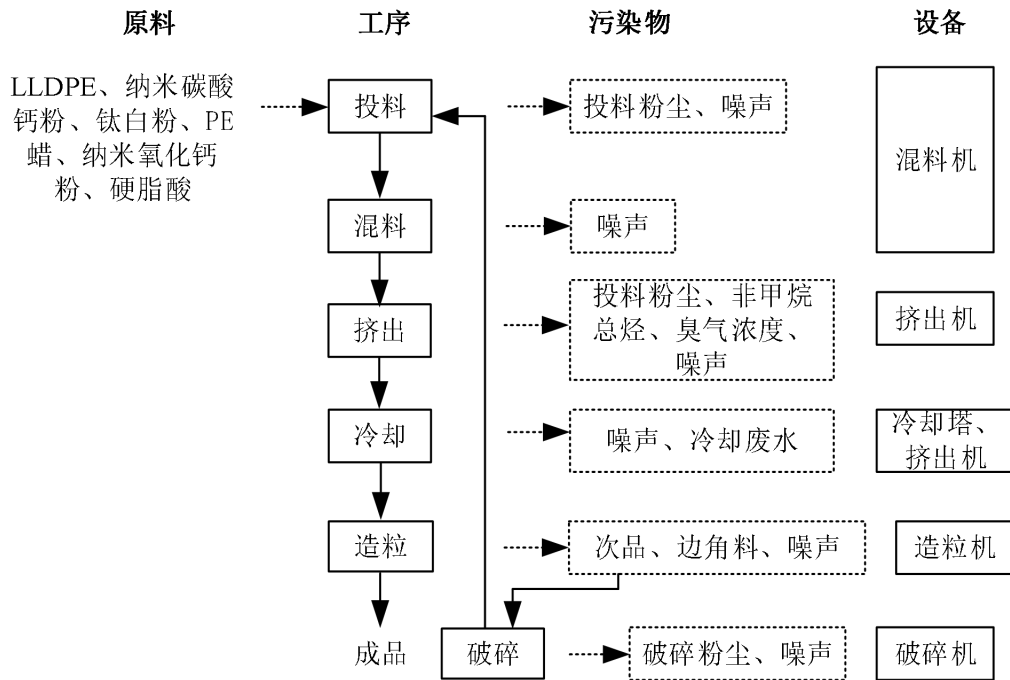 原料 工序 污染物 设备
LLDPE、纳米碳酸
钙粉、钛白粉、PE
蜡、纳米氧化钙
粉、硬脂酸
投料
投料粉尘、噪声
混料机
混料
噪声
挤出
投料粉尘、非甲烷
总烃、臭气浓度、
噪声
挤出机
冷却
噪声、冷却废水
冷却塔、
挤出机
造粒
次品、边角料、噪声
造粒机
成品
破碎
破碎粉尘、噪声
破碎机